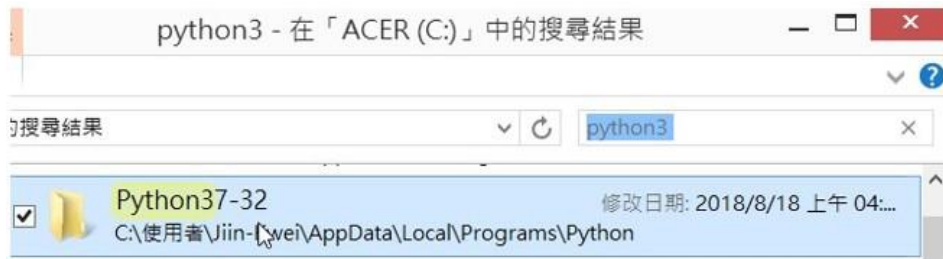 python3 - 在「ACER (C:)」中的搜尋結果
的搜尋結果
python3
Python37-32
修改日期: 2018/8/18 上午 04:...
C:\使用者\Jiin-\AppData\Local\Programs\Python